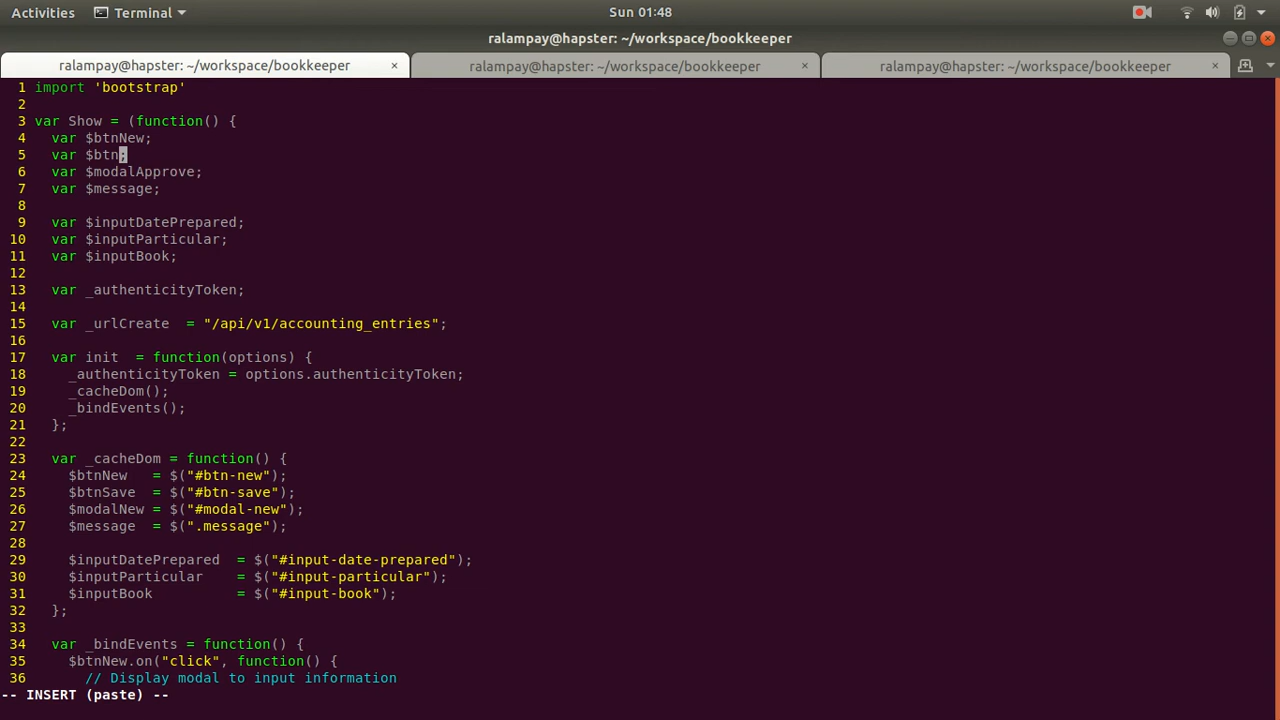 Activities Terminal Sun 01:48
ralampay@hapster: ~/workspace/bookkeeper
ralampay@hapster: ~/workspace/bookkeeper × ralampay@hapster: ~/workspace/bookkeeper × ralampay@hapster: ~/workspace/bookkeeper ×
1 import 'bootstrap'
2
3 var Show = (function() {
4   var $btnNew;
5   var $btn;
6   var $modalApprove;
7   var $message;
8
9   var $inputDatePrepared;
10   var $inputParticular;
11   var $inputBook;
12
13   var _authenticityToken;
14
15   var _urlCreate  = "/api/v1/accounting_entries";
16
17   var init  = function(options) {
18     _authenticityToken = options.authenticityToken;
19     _cacheDom();
20     _bindEvents();
21   };
22
23   var _cacheDom = function() {
24     $btnNew   = $("#btn-new");
25     $btnSave  = $("#btn-save");
26     $modalNew = $("#modal-new");
27     $message  = $(".message");
28
29     $inputDatePrepared  = $("#input-date-prepared");
30     $inputParticular    = $("#input-particular");
31     $inputBook          = $("#input-book");
32   };
33
34   var _bindEvents = function() {
35     $btnNew.on("click", function() {
36       // Display modal to input information
-- INSERT (paste) --